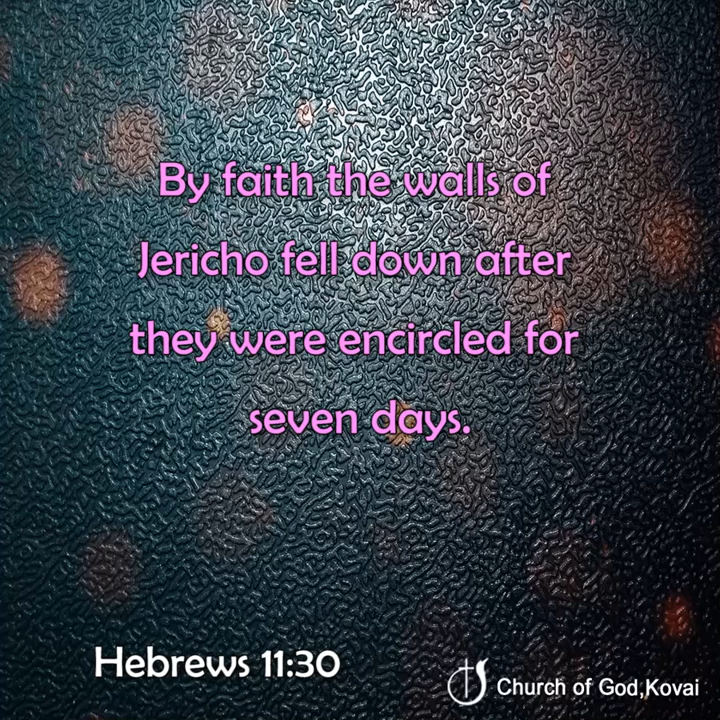 By faith the walls of
Jericho fell down after
they were encircled for
seven days.
Hebrews 11:30
Church of God,Kovai